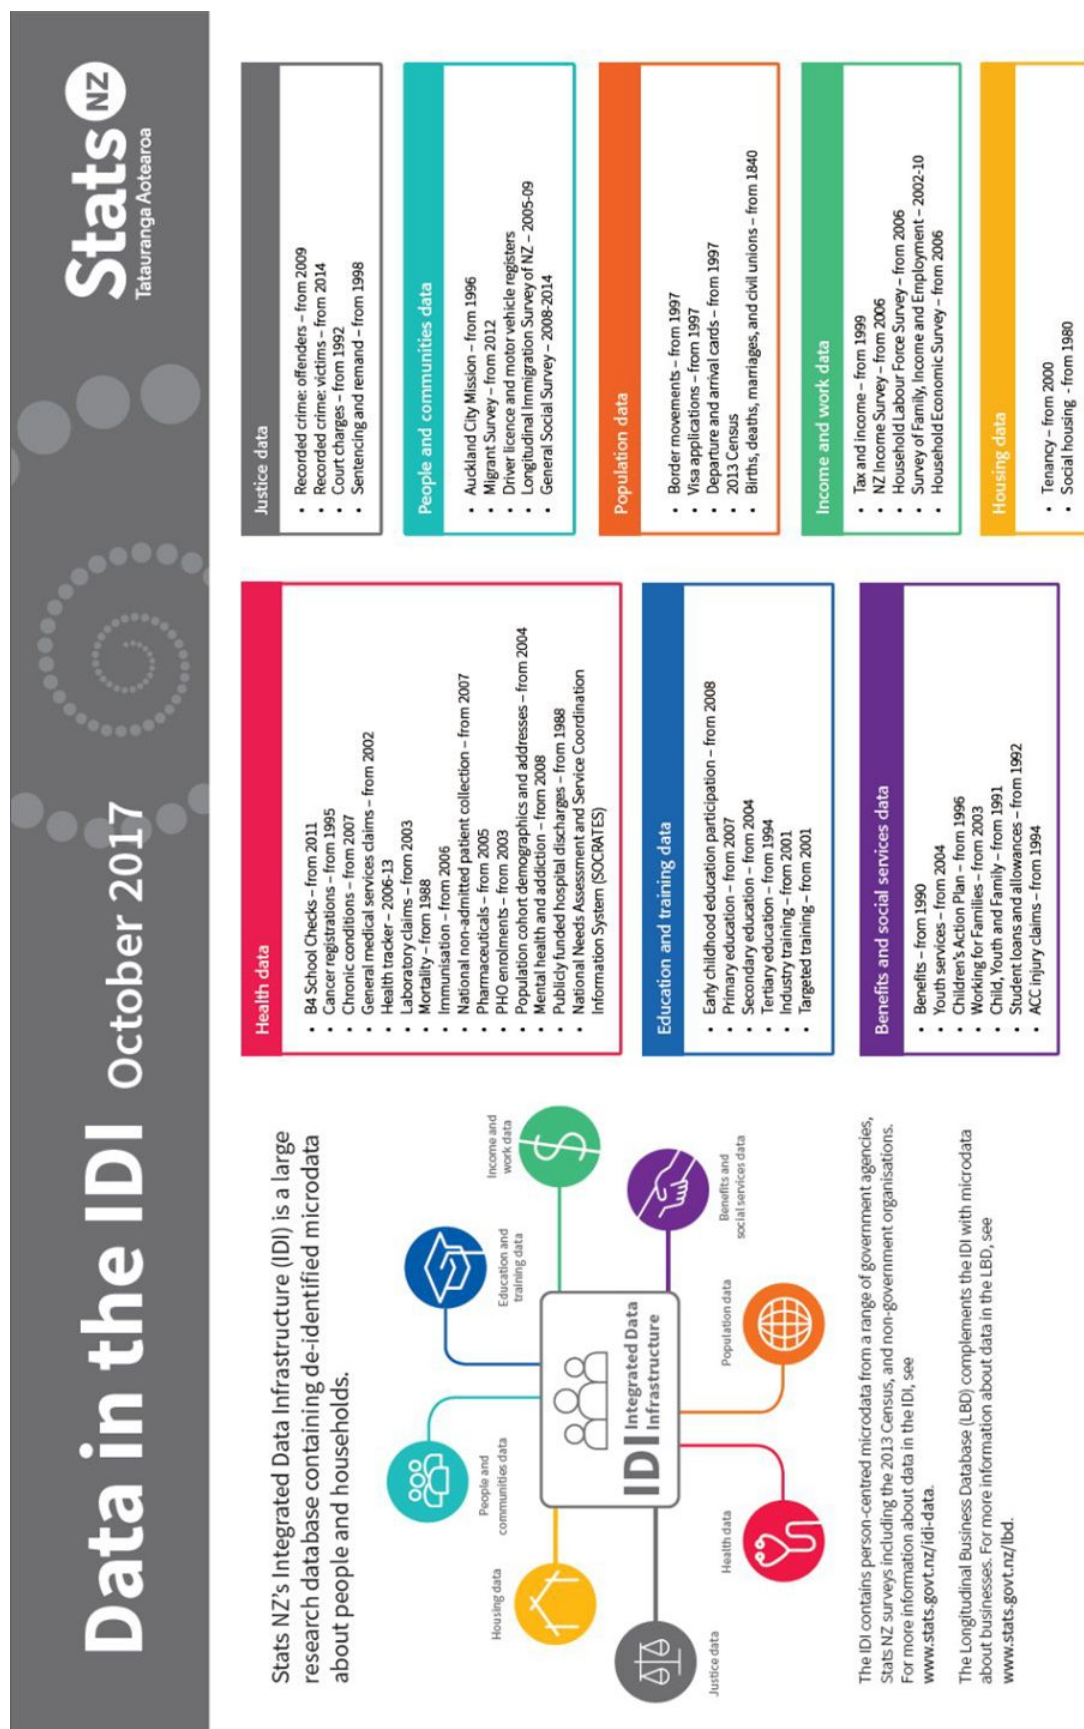 Data in the IDI October 2017
Stats NZ
Tatauranga Aotearoa
Stats NZ's Integrated Data Infrastructure (IDI) is a large
research database containing de-identified microdata
about people and households.
Housing data
People and
communities data
Education and
training data
Income and
work data
IDI Integrated Data
Infrastructure
Justice data
Health data
Population data
Benefits and
social services data
The IDI contains person-centred microdata from a range of government agencies,
Stats NZ surveys including the 2013 Census, and non-government organisations.
For more information about data in the IDI, see
www.stats.govt.nz/idi-data.
The Longitudinal Business Database (LBD) complements the IDI with microdata
about businesses. For more information about data in the LBD, see
www.stats.govt.nz/lbd.
Health data
• B4 School Checks – from 2011
• Cancer registrations – from 1995
• Chronic conditions – from 2007
• General medical services claims – from 2002
• Health tracker – 2006-13
• Laboratory claims – from 2003
• Mortality – from 1988
• Immunisation – from 2006
• National non-admitted patient collection – from 2007
• Pharmaceuticals – from 2005
• PHO enrolments – from 2003
• Population cohort demographics and addresses – from 2004
• Mental health and addiction – from 2008
• Publicly funded hospital discharges – from 1988
• National Needs Assessment and Service Coordination
Information System (SOCRATES)
Education and training data
• Early childhood education participation – from 2008
• Primary education – from 2007
• Secondary education – from 2004
• Tertiary education – from 1994
• Industry training – from 2001
• Targeted training – from 2001
Benefits and social services data
• Benefits – from 1990
• Youth services – from 2004
• Children's Action Plan – from 1996
• Working for Families – from 2003
• Child, Youth and Family – from 1991
• Student loans and allowances – from 1992
• ACC injury claims – from 1994
Justice data
• Recorded crime: offenders – from 2009
• Recorded crime: victims – from 2014
• Court charges – from 1992
• Sentencing and remand – from 1998
People and communities data
• Auckland City Mission – from 1996
• Migrant Survey – from 2012
• Driver licence and motor vehicle registers
• Longitudinal Immigration Survey of NZ – 2005-09
• General Social Survey – 2008-2014
Population data
• Border movements – from 1997
• Visa applications – from 1997
• Departure and arrival cards – from 1997
• 2013 Census
• Births, deaths, marriages, and civil unions – from 1840
Income and work data
• Tax and income – from 1999
• NZ Income Survey – from 2006
• Household Labour Force Survey – from 2006
• Survey of Family, Income and Employment – 2002-10
• Household Economic Survey – from 2006
Housing data
• Tenancy – from 2000
• Social housing - from 1980